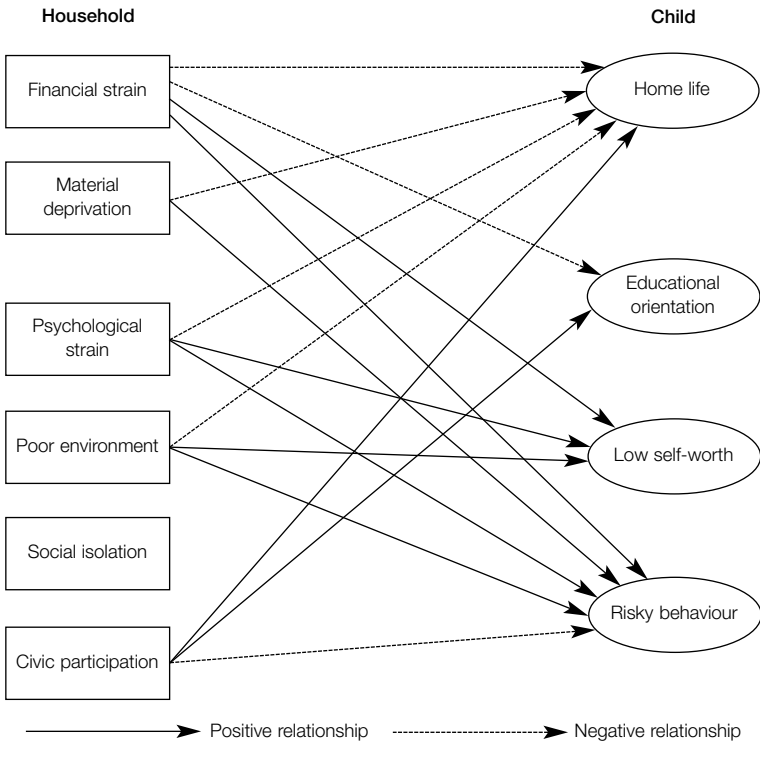 Household
Child
Financial strain
Home life
Material
deprivation
Educational
orientation
Psychological
strain
Poor environment
Low self-worth
Social isolation
Risky behaviour
Civic participation
Positive relationship
Negative relationship